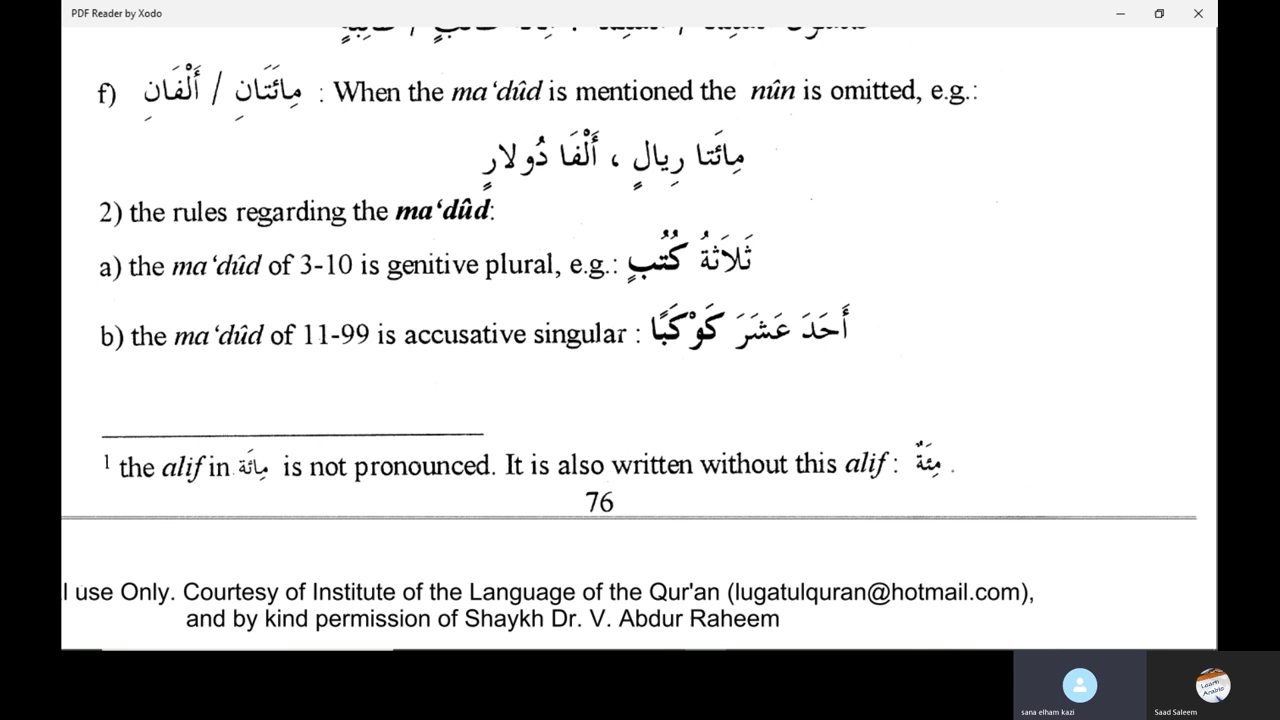 PDF Reader by Xodo
f) مِائَتَانِ / أَلْفَانِ : When the ma‘dûd is mentioned the nûn is omitted, e.g.:
مِائَتا رِيالٍ ، أَلْفَا دُولارٍ
2) the rules regarding the ma‘dûd:
a) the ma‘dûd of 3-10 is genitive plural, e.g.: ثَلاَثةُ كُتُبٍ
b) the ma‘dûd of 11-99 is accusative singular : أَحَدَ عَشَرَ كَوْكَبًا
1 the alif in مِائَة is not pronounced. It is also written without this alif : مِئَةٌ .
76
l use Only. Courtesy of Institute of the Language of the Qur'an (lugatulquran@hotmail.com),
and by kind permission of Shaykh Dr. V. Abdur Raheem
Learn Arabic
sana elham kazi
Saad Saleem